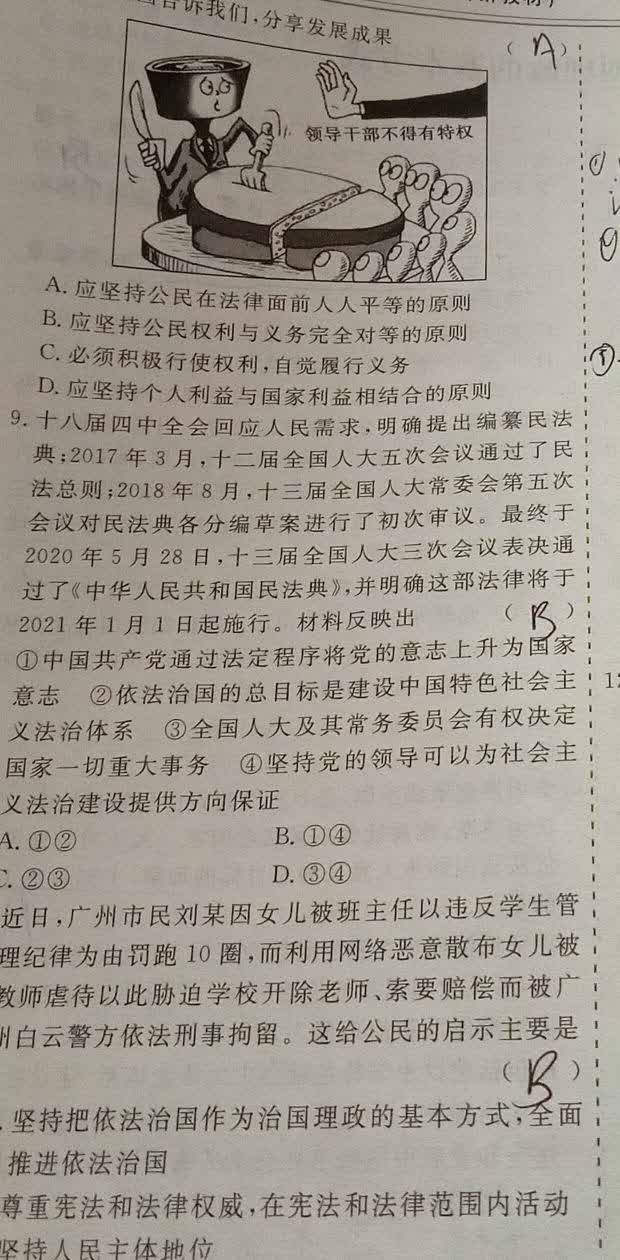 告诉我们,分享发展成果
(A)
领导干部不得有特权
A. 应坚持公民在法律面前人人平等的原则
B. 应坚持公民权利与义务完全对等的原则
C. 必须积极行使权利,自觉履行义务
D. 应坚持个人利益与国家利益相结合的原则
9. 十八届四中全会回应人民需求,明确提出编纂民法
典;2017年3月,十二届全国人大五次会议通过了民
法总则;2018年8月,十三届全国人大常委会第五次
会议对民法典各分编草案进行了初次审议。最终于
2020年5月28日,十三届全国人大三次会议表决通
过了《中华人民共和国民法典》,并明确这部法律将于
2021年1月1日起施行。材料反映出 (B)
①中国共产党通过法定程序将党的意志上升为国家
意志 ②依法治国的总目标是建设中国特色社会主
义法治体系 ③全国人大及其常务委员会有权决定
国家一切重大事务 ④坚持党的领导可以为社会主
义法治建设提供方向保证
A. ①② B. ①④
C. ②③ D. ③④
近日,广州市民刘某因女儿被班主任以违反学生管
理纪律为由罚跑10圈,而利用网络恶意散布女儿被
教师虐待以此胁迫学校开除老师、索要赔偿而被广
州白云警方依法刑事拘留。这给公民的启示主要是
(B)
坚持把依法治国作为治国理政的基本方式,全面
推进依法治国
尊重宪法和法律权威,在宪法和法律范围内活动
坚持人民主体地位